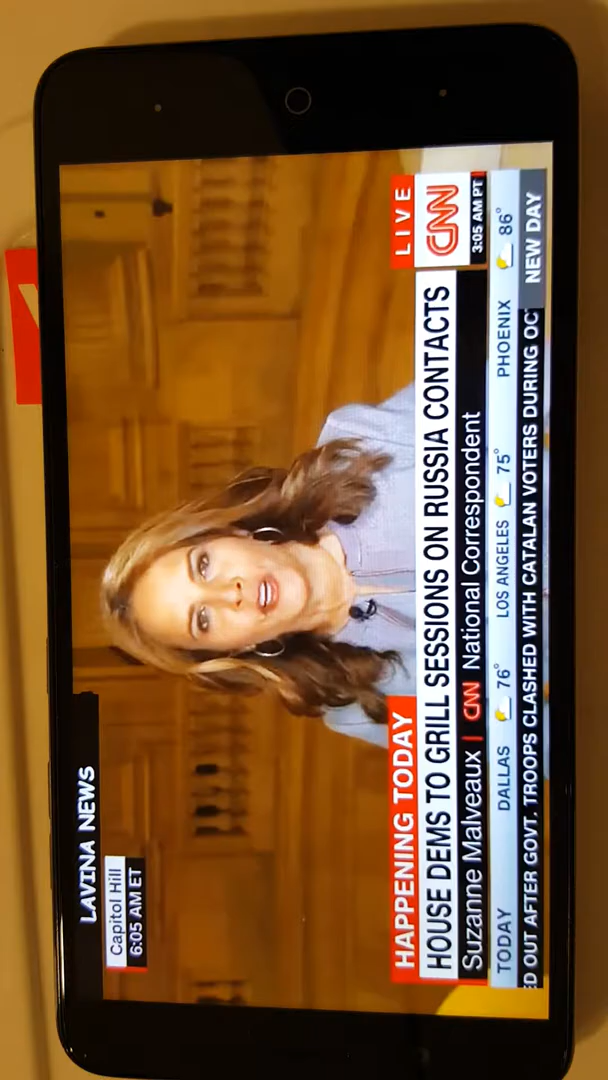 LAVINA NEWS
Capitol Hill
6:05 AM ET
HAPPENING TODAY
LIVE
HOUSE DEMS TO GRILL SESSIONS ON RUSSIA CONTACTS
CNN
Suzanne Malveaux | CNN National Correspondent
3:05 AM PT
TODAY DALLAS 76° LOS ANGELES 75° PHOENIX 86°
ED OUT AFTER GOVT. TROOPS CLASHED WITH CATALAN VOTERS DURING OCT
NEW DAY